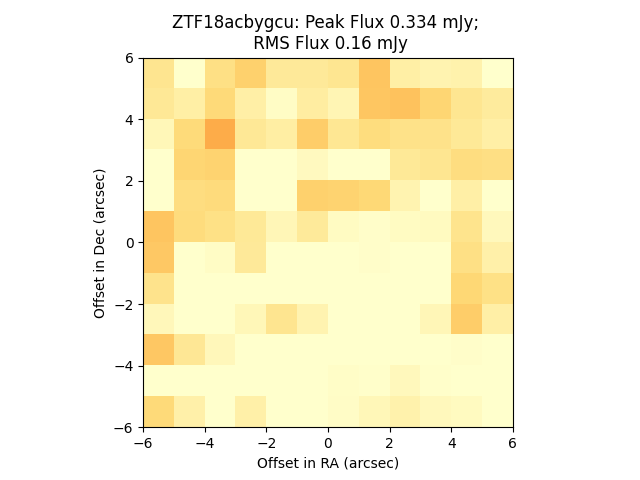 ZTF18acbygcu: Peak Flux 0.334 mJy;
RMS Flux 0.16 mJy
6
4
2
0
−2
−4
−6
Offset in Dec (arcsec)
−6 −4 −2 0 2 4 6
Offset in RA (arcsec)